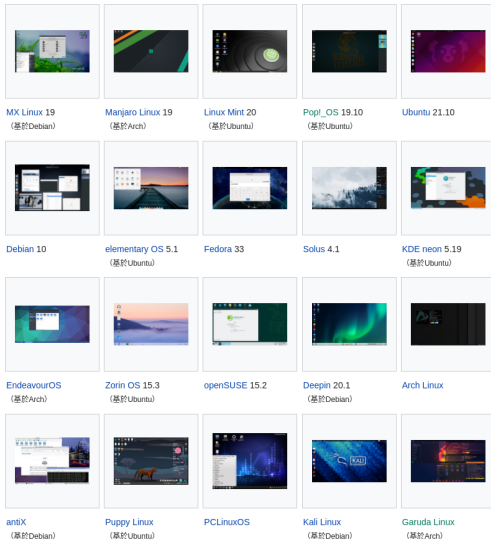 MX Linux 19
（基於Debian）
Manjaro Linux 19
（基於Arch）
Linux Mint 20
（基於Ubuntu）
Pop!_OS 19.10
（基於Ubuntu）
Ubuntu 21.10
Debian 10
elementary OS 5.1
（基於Ubuntu）
Fedora 33
Solus 4.1
KDE neon 5.19
（基於Ubuntu）
EndeavourOS
（基於Arch）
Zorin OS 15.3
（基於Ubuntu）
openSUSE 15.2
Deepin 20.1
（基於Debian）
Arch Linux
KALI
antiX
（基於Debian）
Puppy Linux
（基於Ubuntu）
PCLinuxOS
Kali Linux
（基於Debian）
Garuda Linux
（基於Arch）